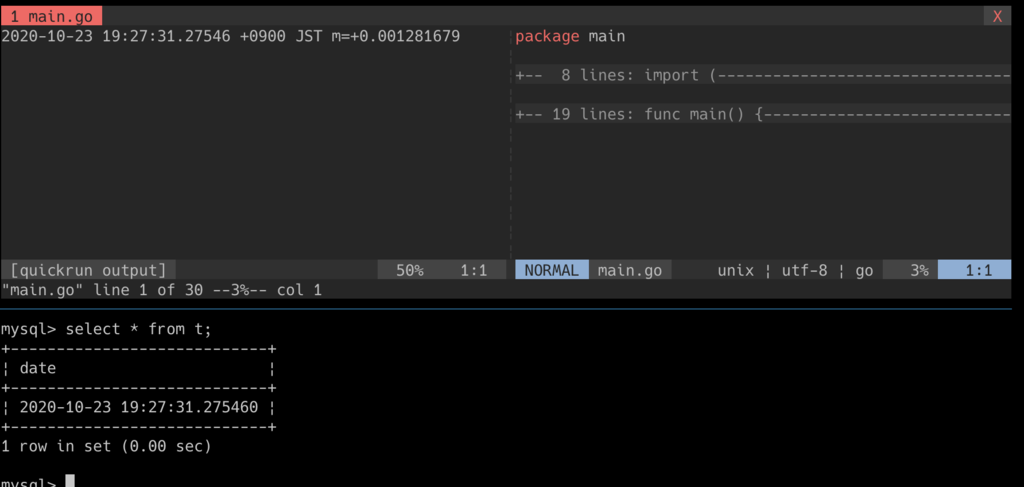 1 main.go X
2020-10-23 19:27:31.27546 +0900 JST m=+0.001281679
package main
+--  8 lines: import (--------------------------------
+-- 19 lines: func main() {---------------------------
[quickrun output] 50% 1:1
NORMAL main.go unix ¦ utf-8 ¦ go 3% 1:1
"main.go" line 1 of 30 --3%-- col 1
mysql> select * from t;
+----------------------------+
¦ date                       ¦
+----------------------------+
¦ 2020-10-23 19:27:31.275460 ¦
+----------------------------+
1 row in set (0.00 sec)
mysql>